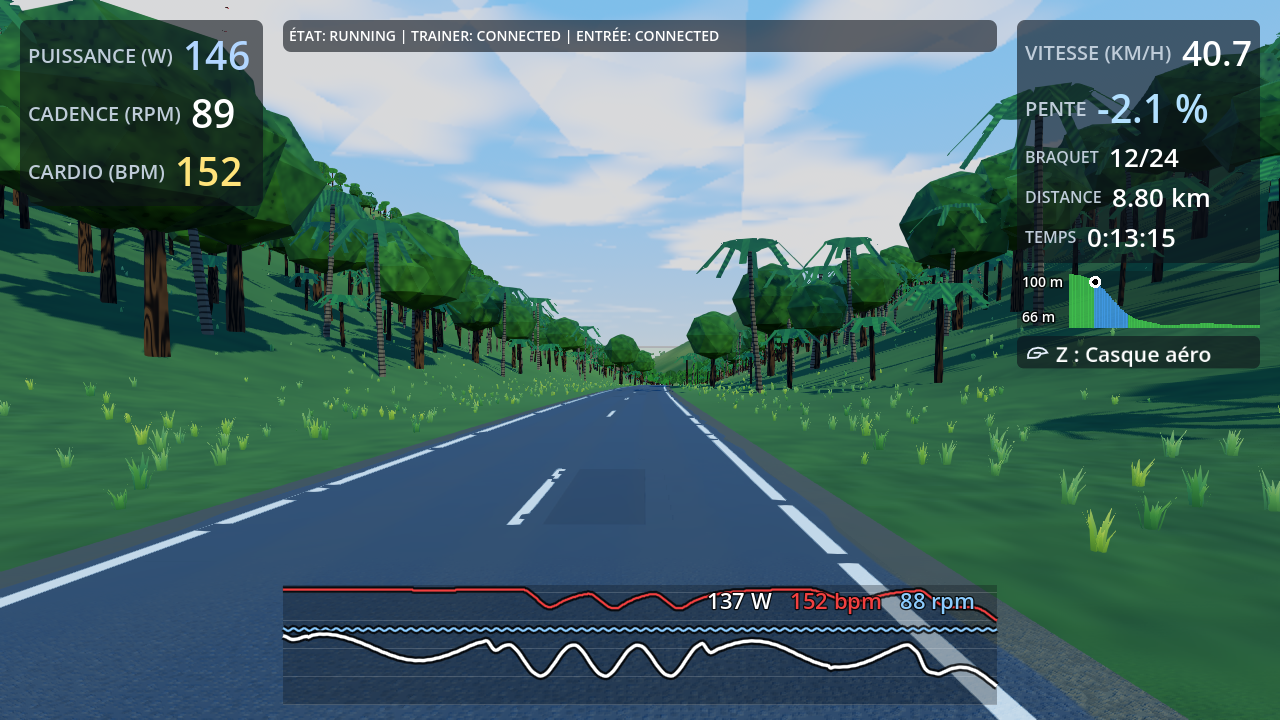 PUISSANCE (W) 146
CADENCE (RPM) 89
CARDIO (BPM) 152
ÉTAT: RUNNING | TRAINER: CONNECTED | ENTRÉE: CONNECTED
VITESSE (KM/H) 40.7
PENTE -2.1 %
BRAQUET 12/24
DISTANCE 8.80 km
TEMPS 0:13:15
100 m
66 m
Z : Casque aéro
137 W 152 bpm 88 rpm